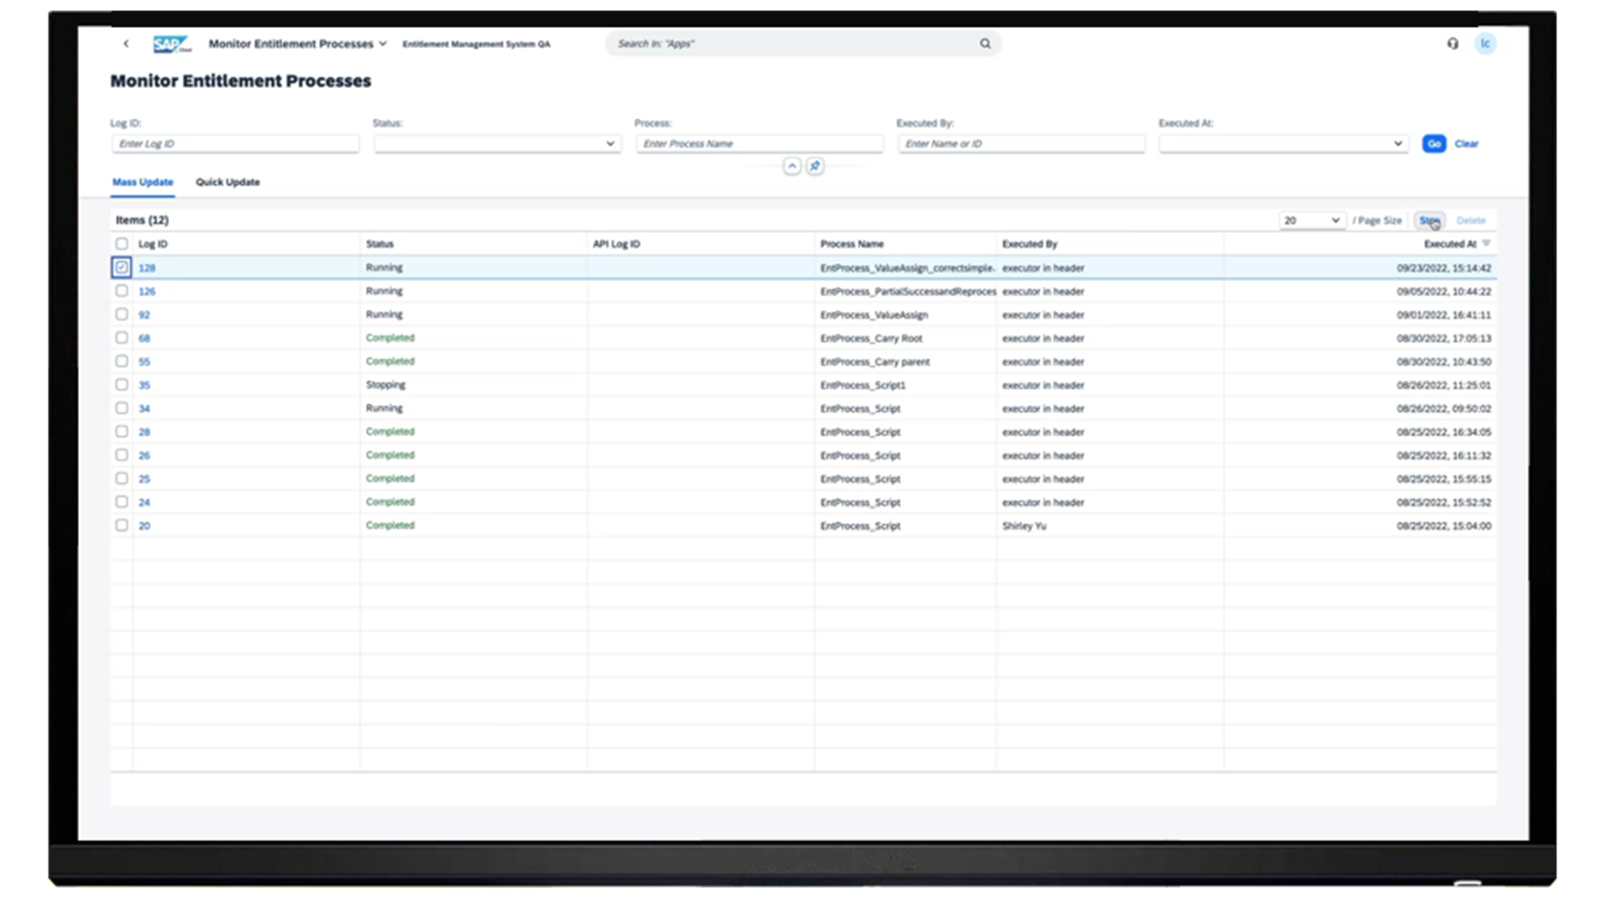 SAP Cloud Monitor Entitlement Processes Entitlement Management System QA Search In: "Apps" lc
Monitor Entitlement Processes
Log ID: Status: Process: Executed By: Executed At:
Enter Log ID Enter Process Name Enter Name or ID Go Clear
Mass Update Quick Update
Items (12) 20 / Page Size Stop Delete
Log ID Status API Log ID Process Name Executed By Executed At
128 Running EntProcess_ValueAssign_correctsimple. executor in header 09/23/2022, 15:14:42
126 Running EntProcess_PartialSuccessandReproces executor in header 09/05/2022, 10:44:22
92 Running EntProcess_ValueAssign executor in header 09/01/2022, 16:41:11
68 Completed EntProcess_Carry Root executor in header 08/30/2022, 17:05:13
55 Completed EntProcess_Carry parent executor in header 08/30/2022, 10:43:50
35 Stopping EntProcess_Script1 executor in header 08/26/2022, 11:25:01
34 Running EntProcess_Script executor in header 08/26/2022, 09:50:02
28 Completed EntProcess_Script executor in header 08/25/2022, 16:34:05
26 Completed EntProcess_Script executor in header 08/25/2022, 16:11:32
25 Completed EntProcess_Script executor in header 08/25/2022, 15:55:15
24 Completed EntProcess_Script executor in header 08/25/2022, 15:52:52
20 Completed EntProcess_Script Shirley Yu 08/25/2022, 15:04:00